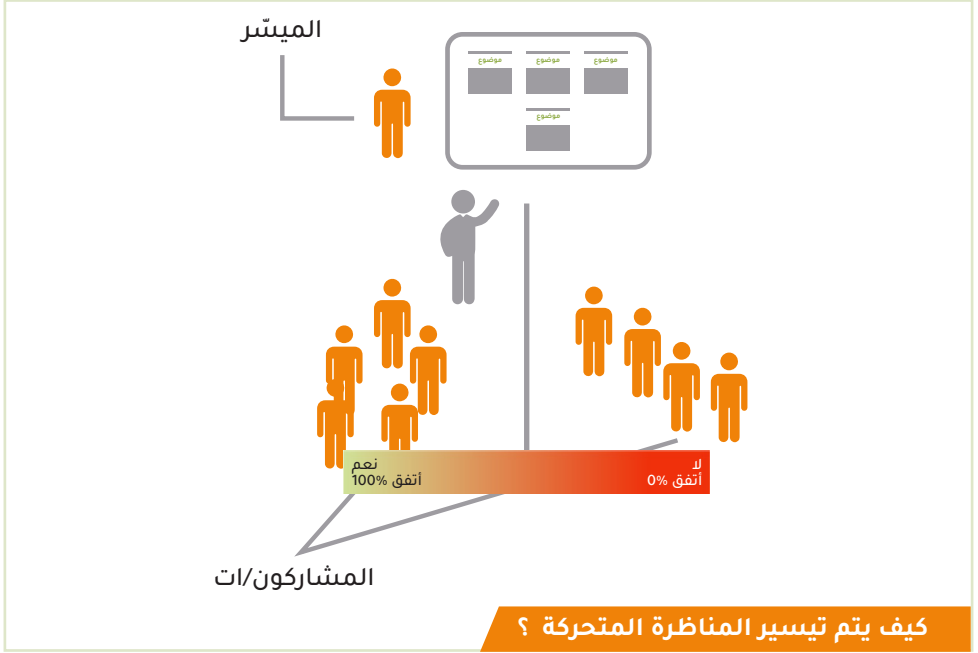 الميسّر
موضوع
موضوع
موضوع
موضوع
لا
أتفق 0%
نعم
أتفق 100%
المشاركون/ات
كيف يتم تيسير المناظرة المتحركة ؟